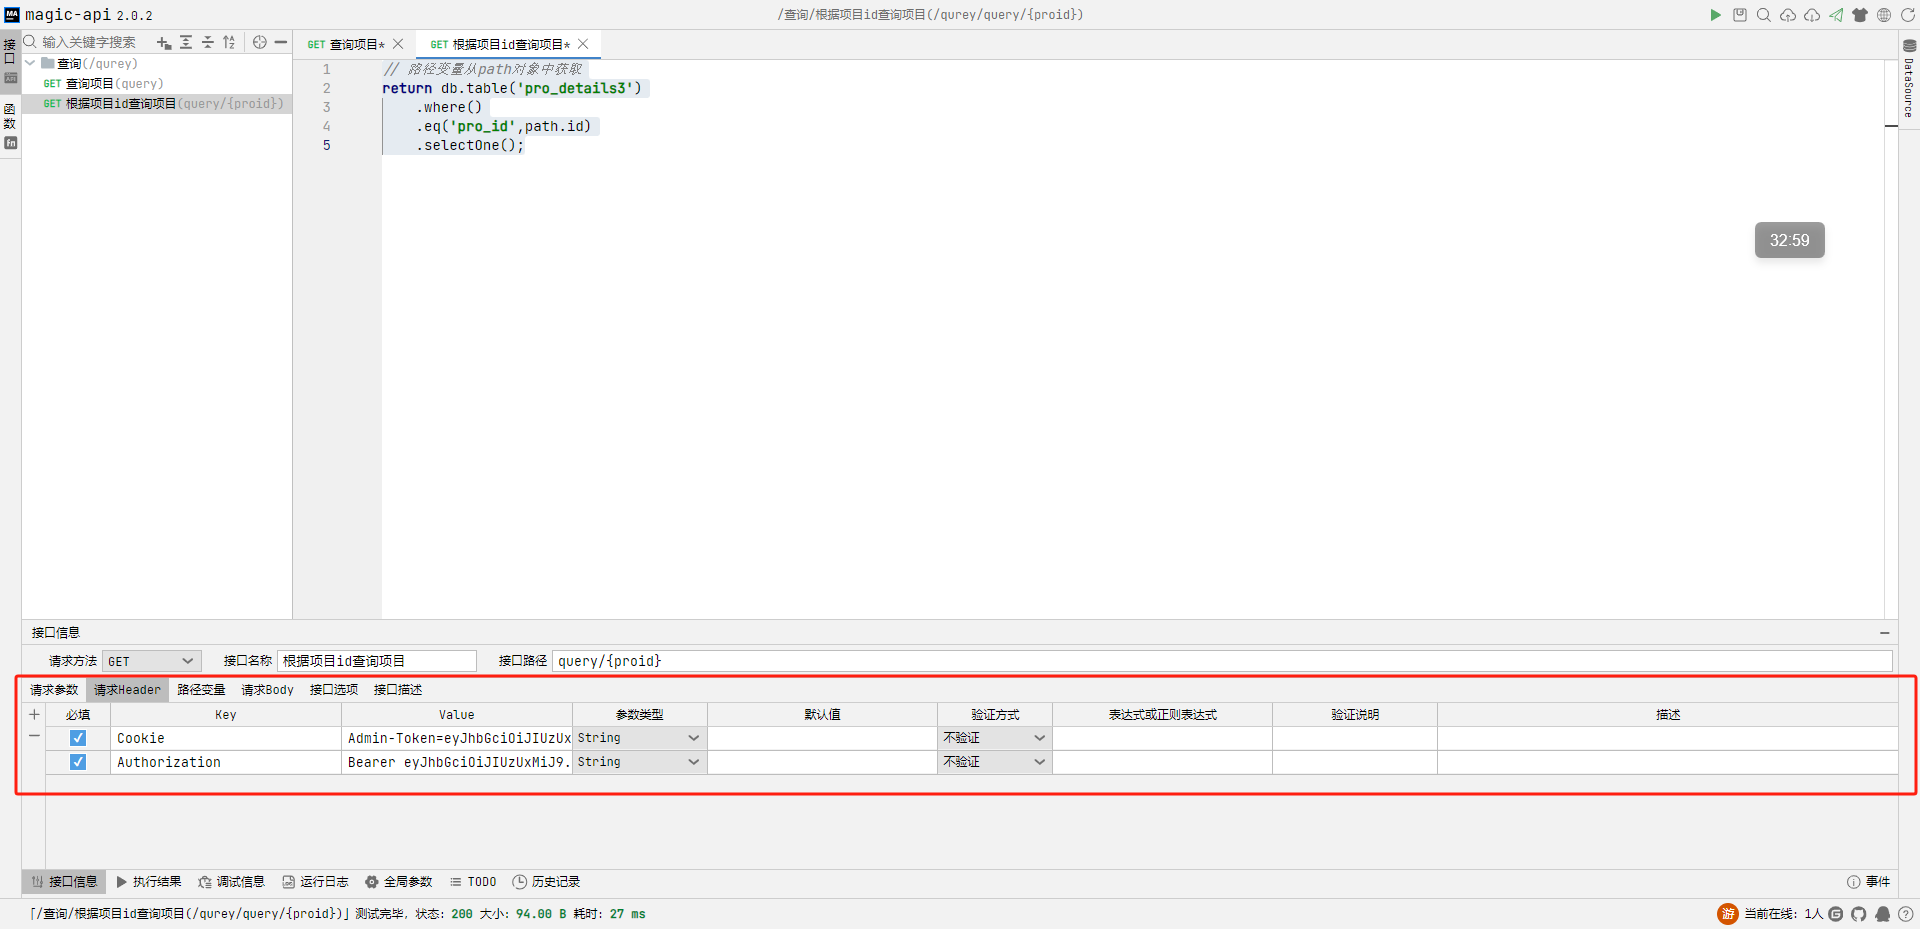 magic-api 2.0.2
/查询/根据项目id查询项目(/qurey/query/{proid})
接口
函数
输入关键字搜索
查询(/qurey)
GET 查询项目(query)
GET 根据项目id查询项目(query/{proid})
GET 查询项目*
GET 根据项目id查询项目*
1 // 路径变量从path对象中获取
2 return db.table('pro_details3')
3 .where()
4 .eq('pro_id',path.id)
5 .selectOne();
DataSource
32:59
接口信息
请求方法 GET 接口名称 根据项目id查询项目 接口路径 query/{proid}
请求参数 请求Header 路径变量 请求Body 接口选项 接口描述
必填 Key Value 参数类型 默认值 验证方式 表达式或正则表达式 验证说明 描述
Cookie Admin-Token=eyJhbGciOiJIUzUx String 不验证
Authorization Bearer eyJhbGciOiJIUzUxMiJ9. String 不验证
接口信息 执行结果 调试信息 运行日志 全局参数 TODO 历史记录 事件
「/查询/根据项目id查询项目(/qurey/query/{proid})」测试完毕, 状态: 200 大小: 94.00 B 耗时: 27 ms
游 当前在线: 1人